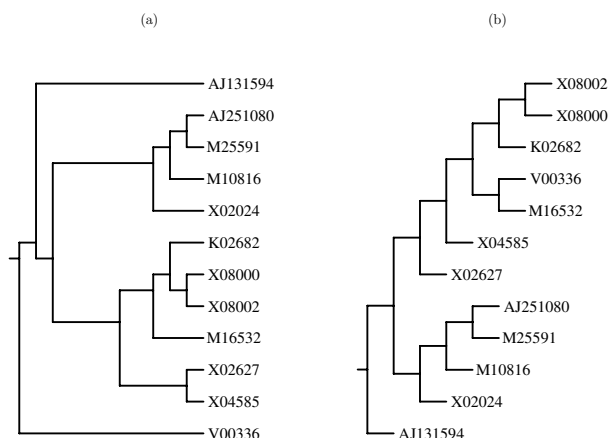 (a)
AJ131594
AJ251080
M25591
M10816
X02024
K02682
X08000
X08002
M16532
X02627
X04585
V00336
(b)
X08002
X08000
K02682
V00336
M16532
X04585
X02627
AJ251080
M25591
M10816
X02024
AJ131594